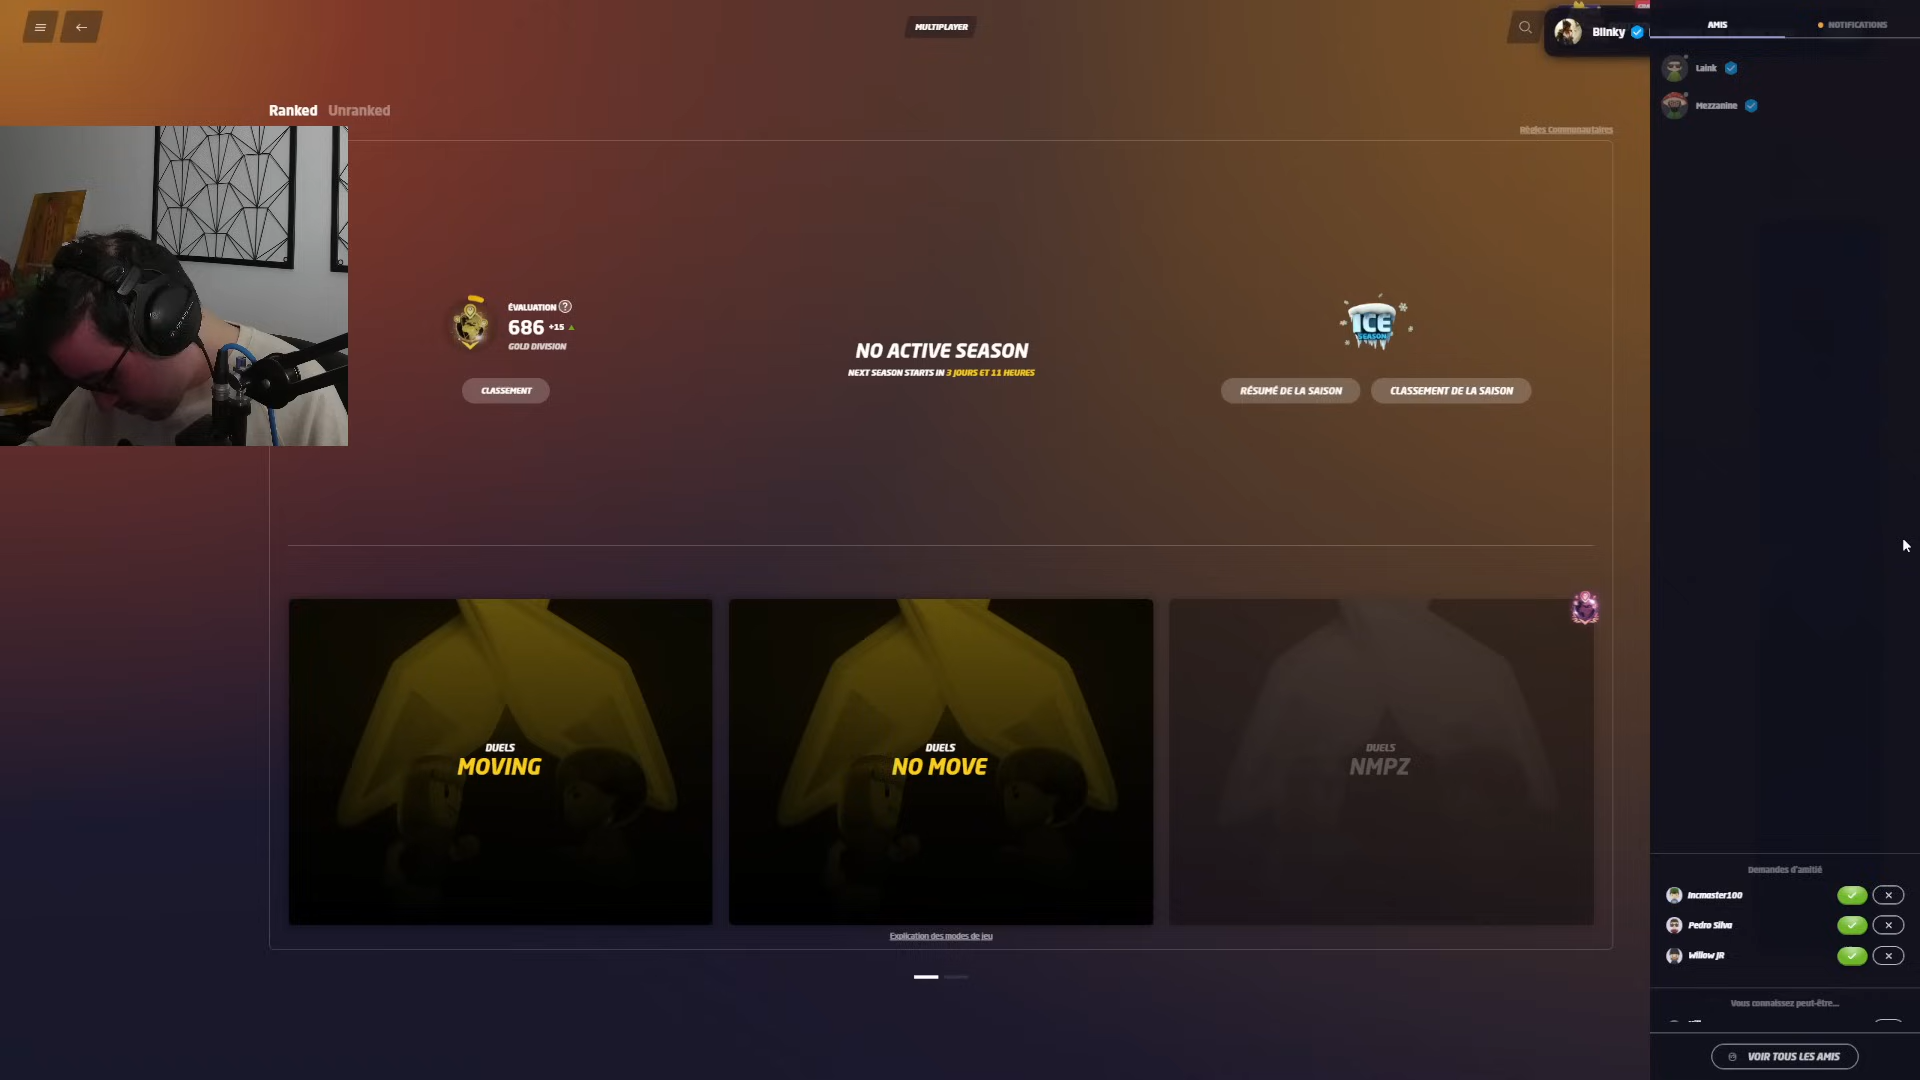 MULTIPLAYER
Blinky
AMIS
NOTIFICATIONS
Laink
Mezzanine
Ranked
Unranked
Règles Communautaires
ÉVALUATION ?
686 +15
GOLD DIVISION
CLASSEMENT
NO ACTIVE SEASON
NEXT SEASON STARTS IN 3 JOURS ET 11 HEURES
ICE
SEASON
RÉSUMÉ DE LA SAISON
CLASSEMENT DE LA SAISON
DUELS
MOVING
DUELS
NO MOVE
DUELS
NMPZ
Explication des modes de jeu
Demandes d'amitié
Incmaster100
Pedro Silva
Willow JR
Vous connaissez peut-être...
VOIR TOUS LES AMIS